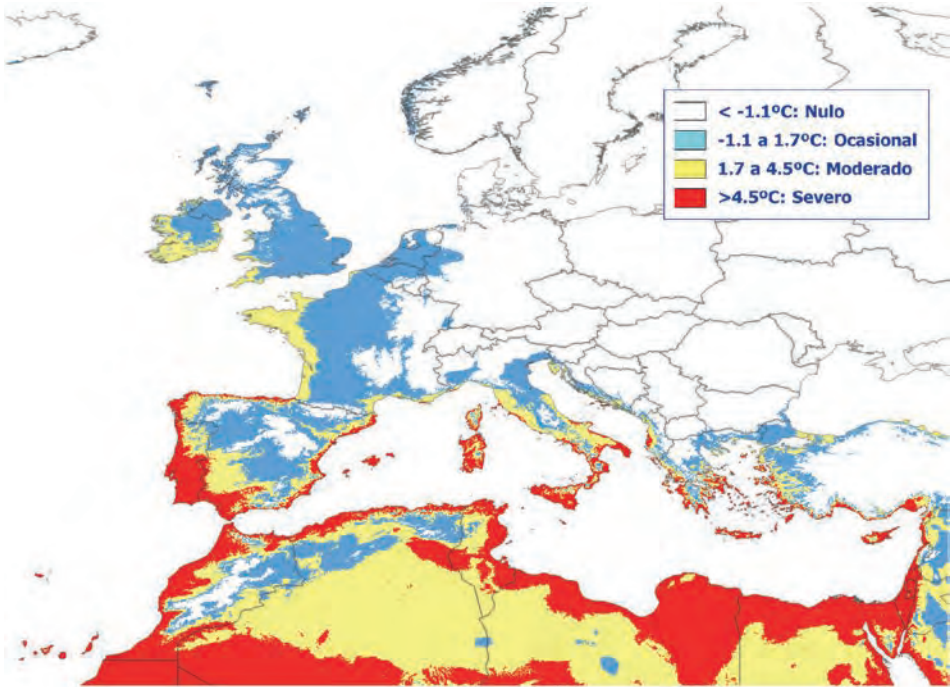 < -1.1ºC: Nulo
-1.1 a 1.7ºC: Ocasional
1.7 a 4.5ºC: Moderado
>4.5ºC: Severo